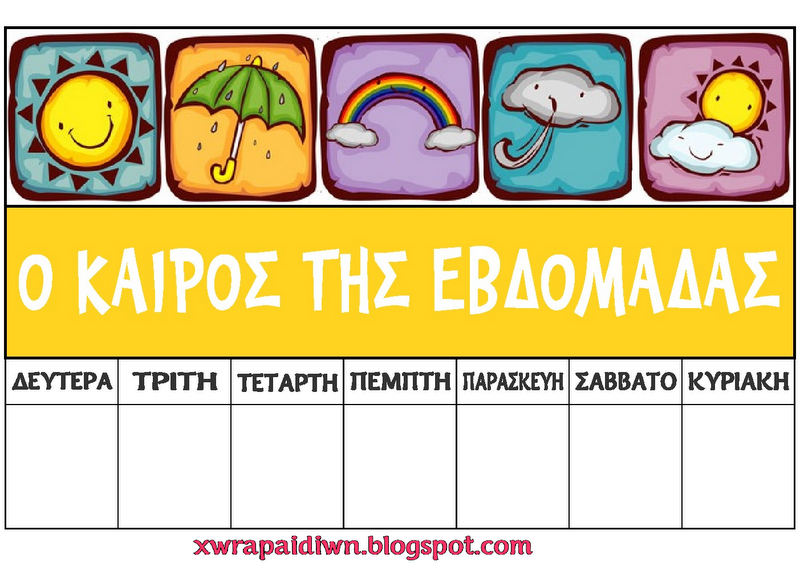 Ο ΚΑΙΡΟΣ ΤΗΣ ΕΒΔΟΜΑΔΑΣ
ΔΕΥΤΕΡΑ ΤΡΙΤΗ ΤΕΤΑΡΤΗ ΠΕΜΠΤΗ ΠΑΡΑΣΚΕΥΗ ΣΑΒΒΑΤΟ ΚΥΡΙΑΚΗ
xwrapaidiwn.blogspot.com